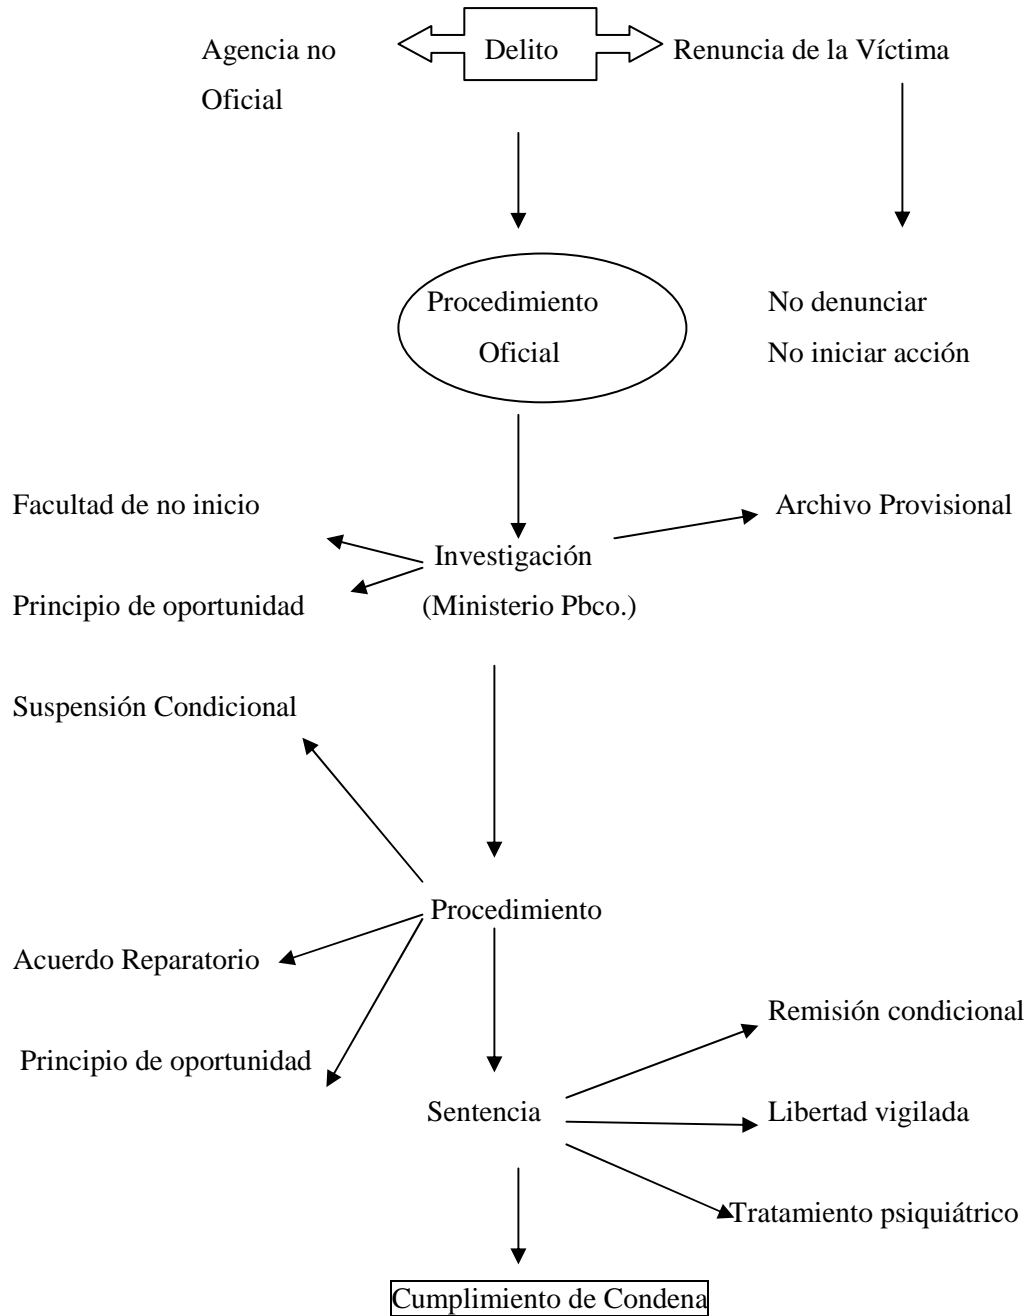 Agencia no
Oficial
Delito
Renuncia de la Víctima
Procedimiento
Oficial
No denunciar
No iniciar acción
Facultad de no inicio
Archivo Provisional
Investigación
Principio de oportunidad
(Ministerio Pbco.)
Suspensión Condicional
Procedimiento
Acuerdo Reparatorio
Remisión condicional
Principio de oportunidad
Sentencia
Libertad vigilada
Tratamiento psiquiátrico
Cumplimiento de Condena